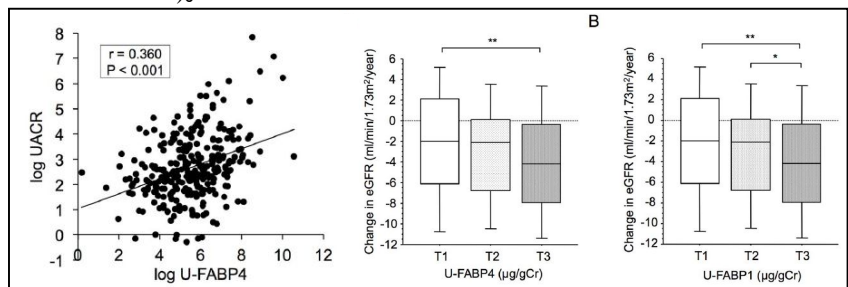 8
7
6
5
4
3
2
1
0
-1
log UACR
r = 0.360
P < 0.001
0 2 4 6 8 10 12
log U-FABP4
6
4
2
0
-2
-4
-6
-8
-10
-12
Change in eGFR (ml/min/1.73m²/year)
**
T1 T2 T3
U-FABP4 (µg/gCr)
B
6
4
2
0
-2
-4
-6
-8
-10
-12
Change in eGFR (ml/min/1.73m²/year)
**
*
T1 T2 T3
U-FABP1 (µg/gCr)